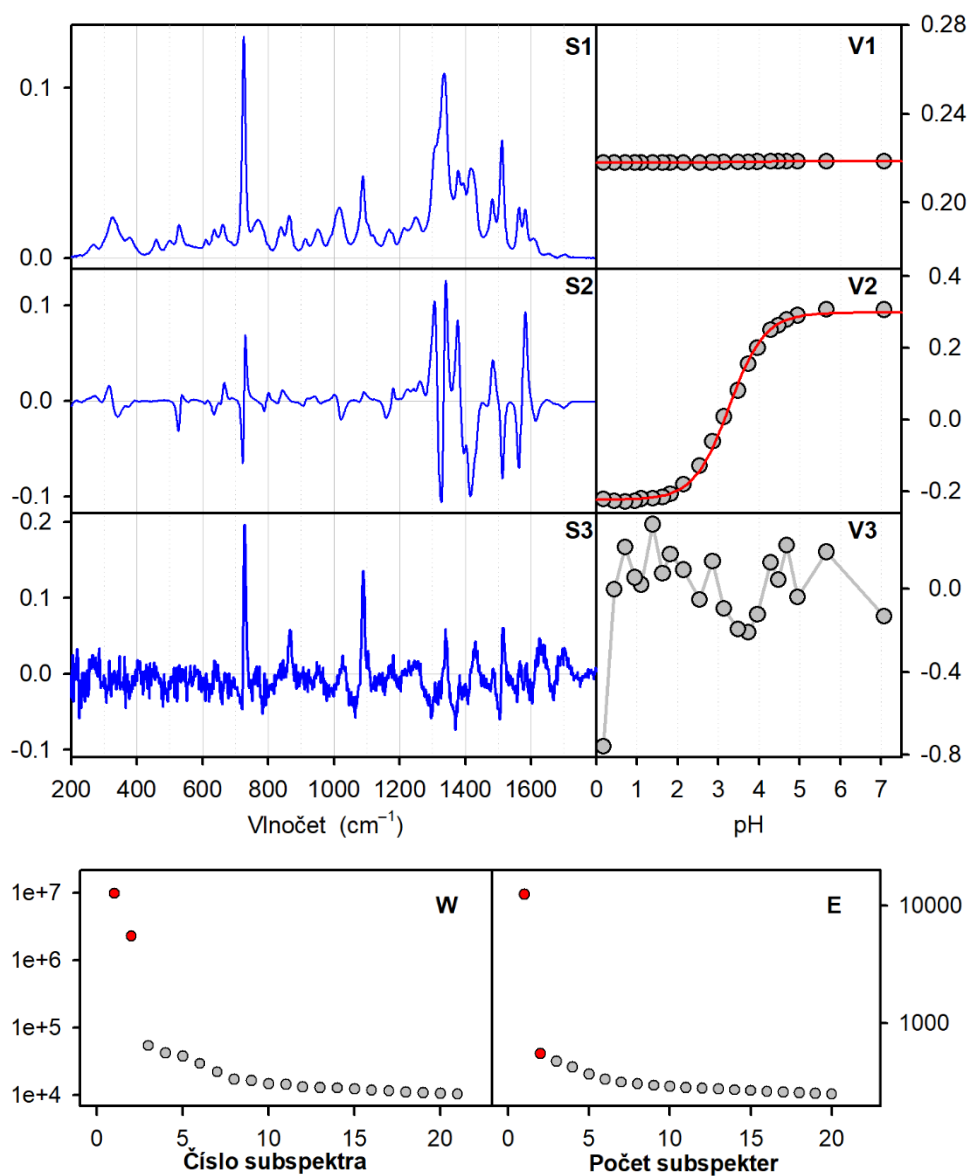 S1
0.1
0.0
V1
0.28
0.24
0.20
S2
0.1
0.0
-0.1
V2
0.4
0.2
0.0
-0.2
S3
0.2
0.1
0.0
-0.1
V3
0.0
-0.4
-0.8
200 400 600 800 1000 1200 1400 1600
0 1 2 3 4 5 6 7
Vlnočet (cm⁻¹)
pH
W
1e+7
1e+6
1e+5
1e+4
E
10000
1000
0 5 10 15 20
0 5 10 15 20
Číslo subspektra
Počet subspekter